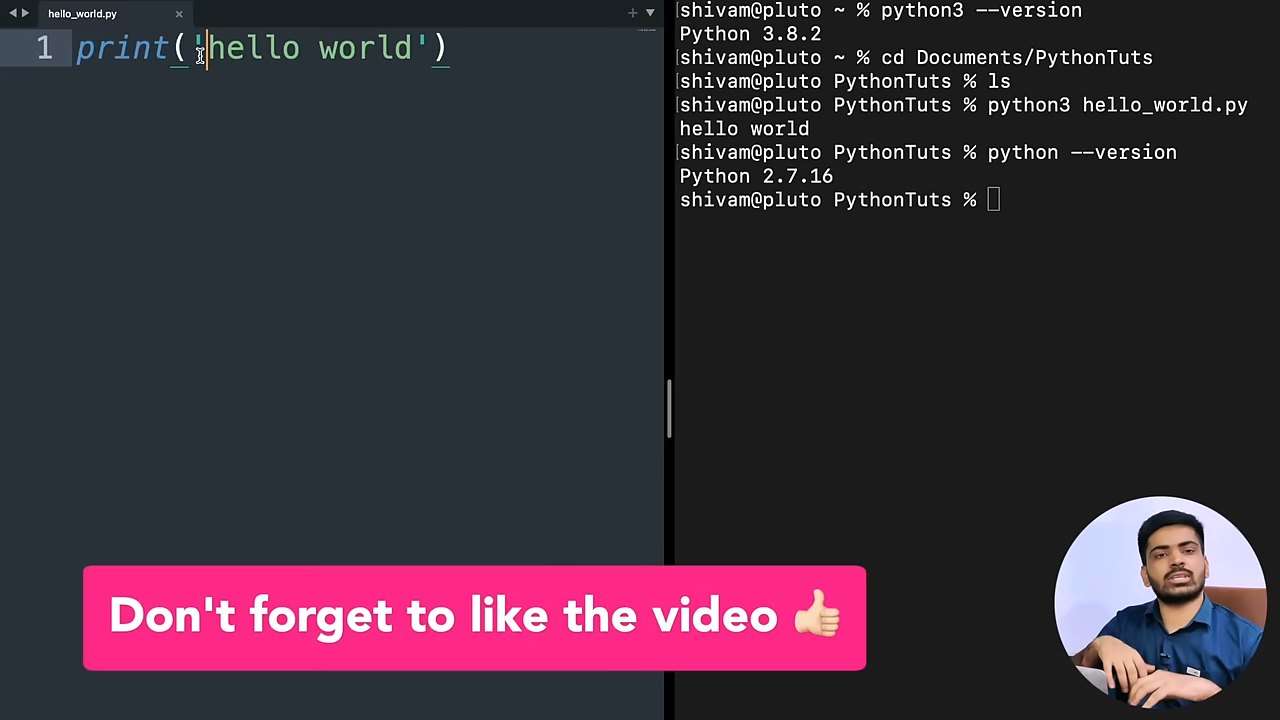 hello_world.py
1 print('hello world')
shivam@pluto ~ % python3 --version
Python 3.8.2
shivam@pluto ~ % cd Documents/PythonTuts
shivam@pluto PythonTuts % ls
shivam@pluto PythonTuts % python3 hello_world.py
hello world
shivam@pluto PythonTuts % python --version
Python 2.7.16
shivam@pluto PythonTuts %
Don't forget to like the video 👍🏼